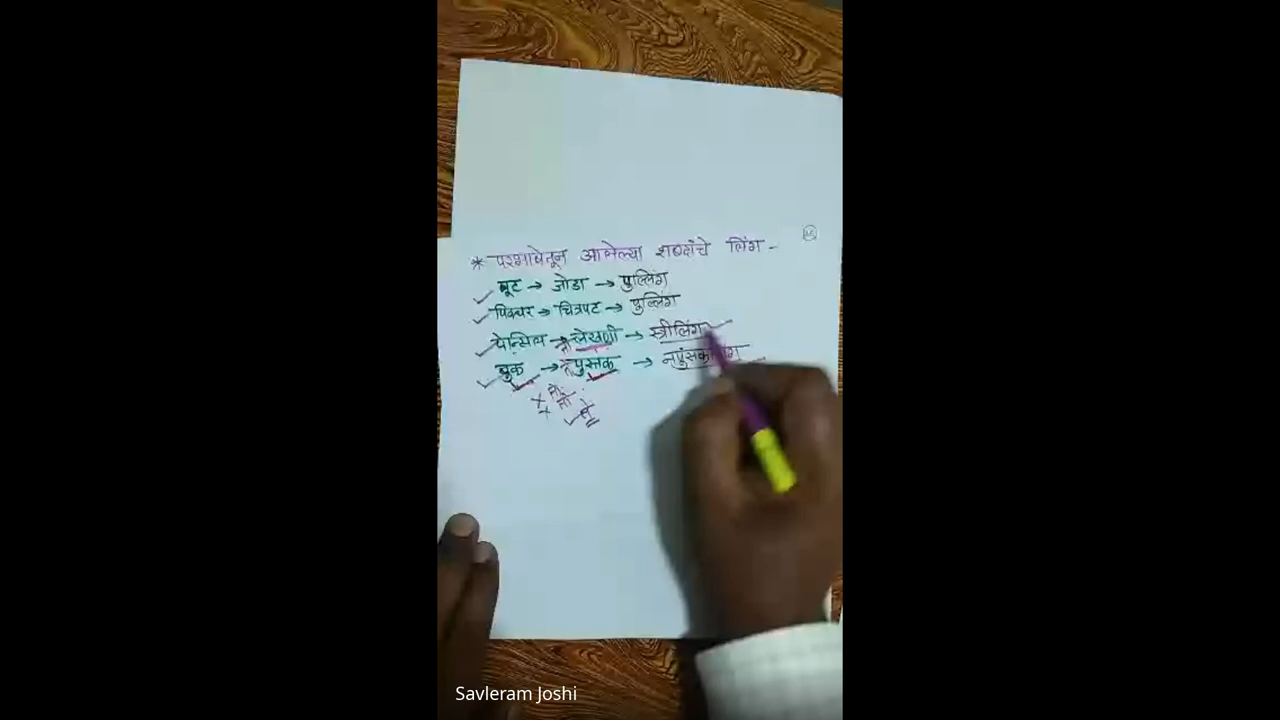 * परभाषेतून आलेल्या शब्दांचे लिंग -
बूट → जोडा → पुल्लिंग
पिक्चर → चित्रपट → पुल्लिंग
पेन्सिल → लेखणी → स्त्रीलिंग
बुक → पुस्तक → नपुंसकलिंग
ते
Savleram Joshi